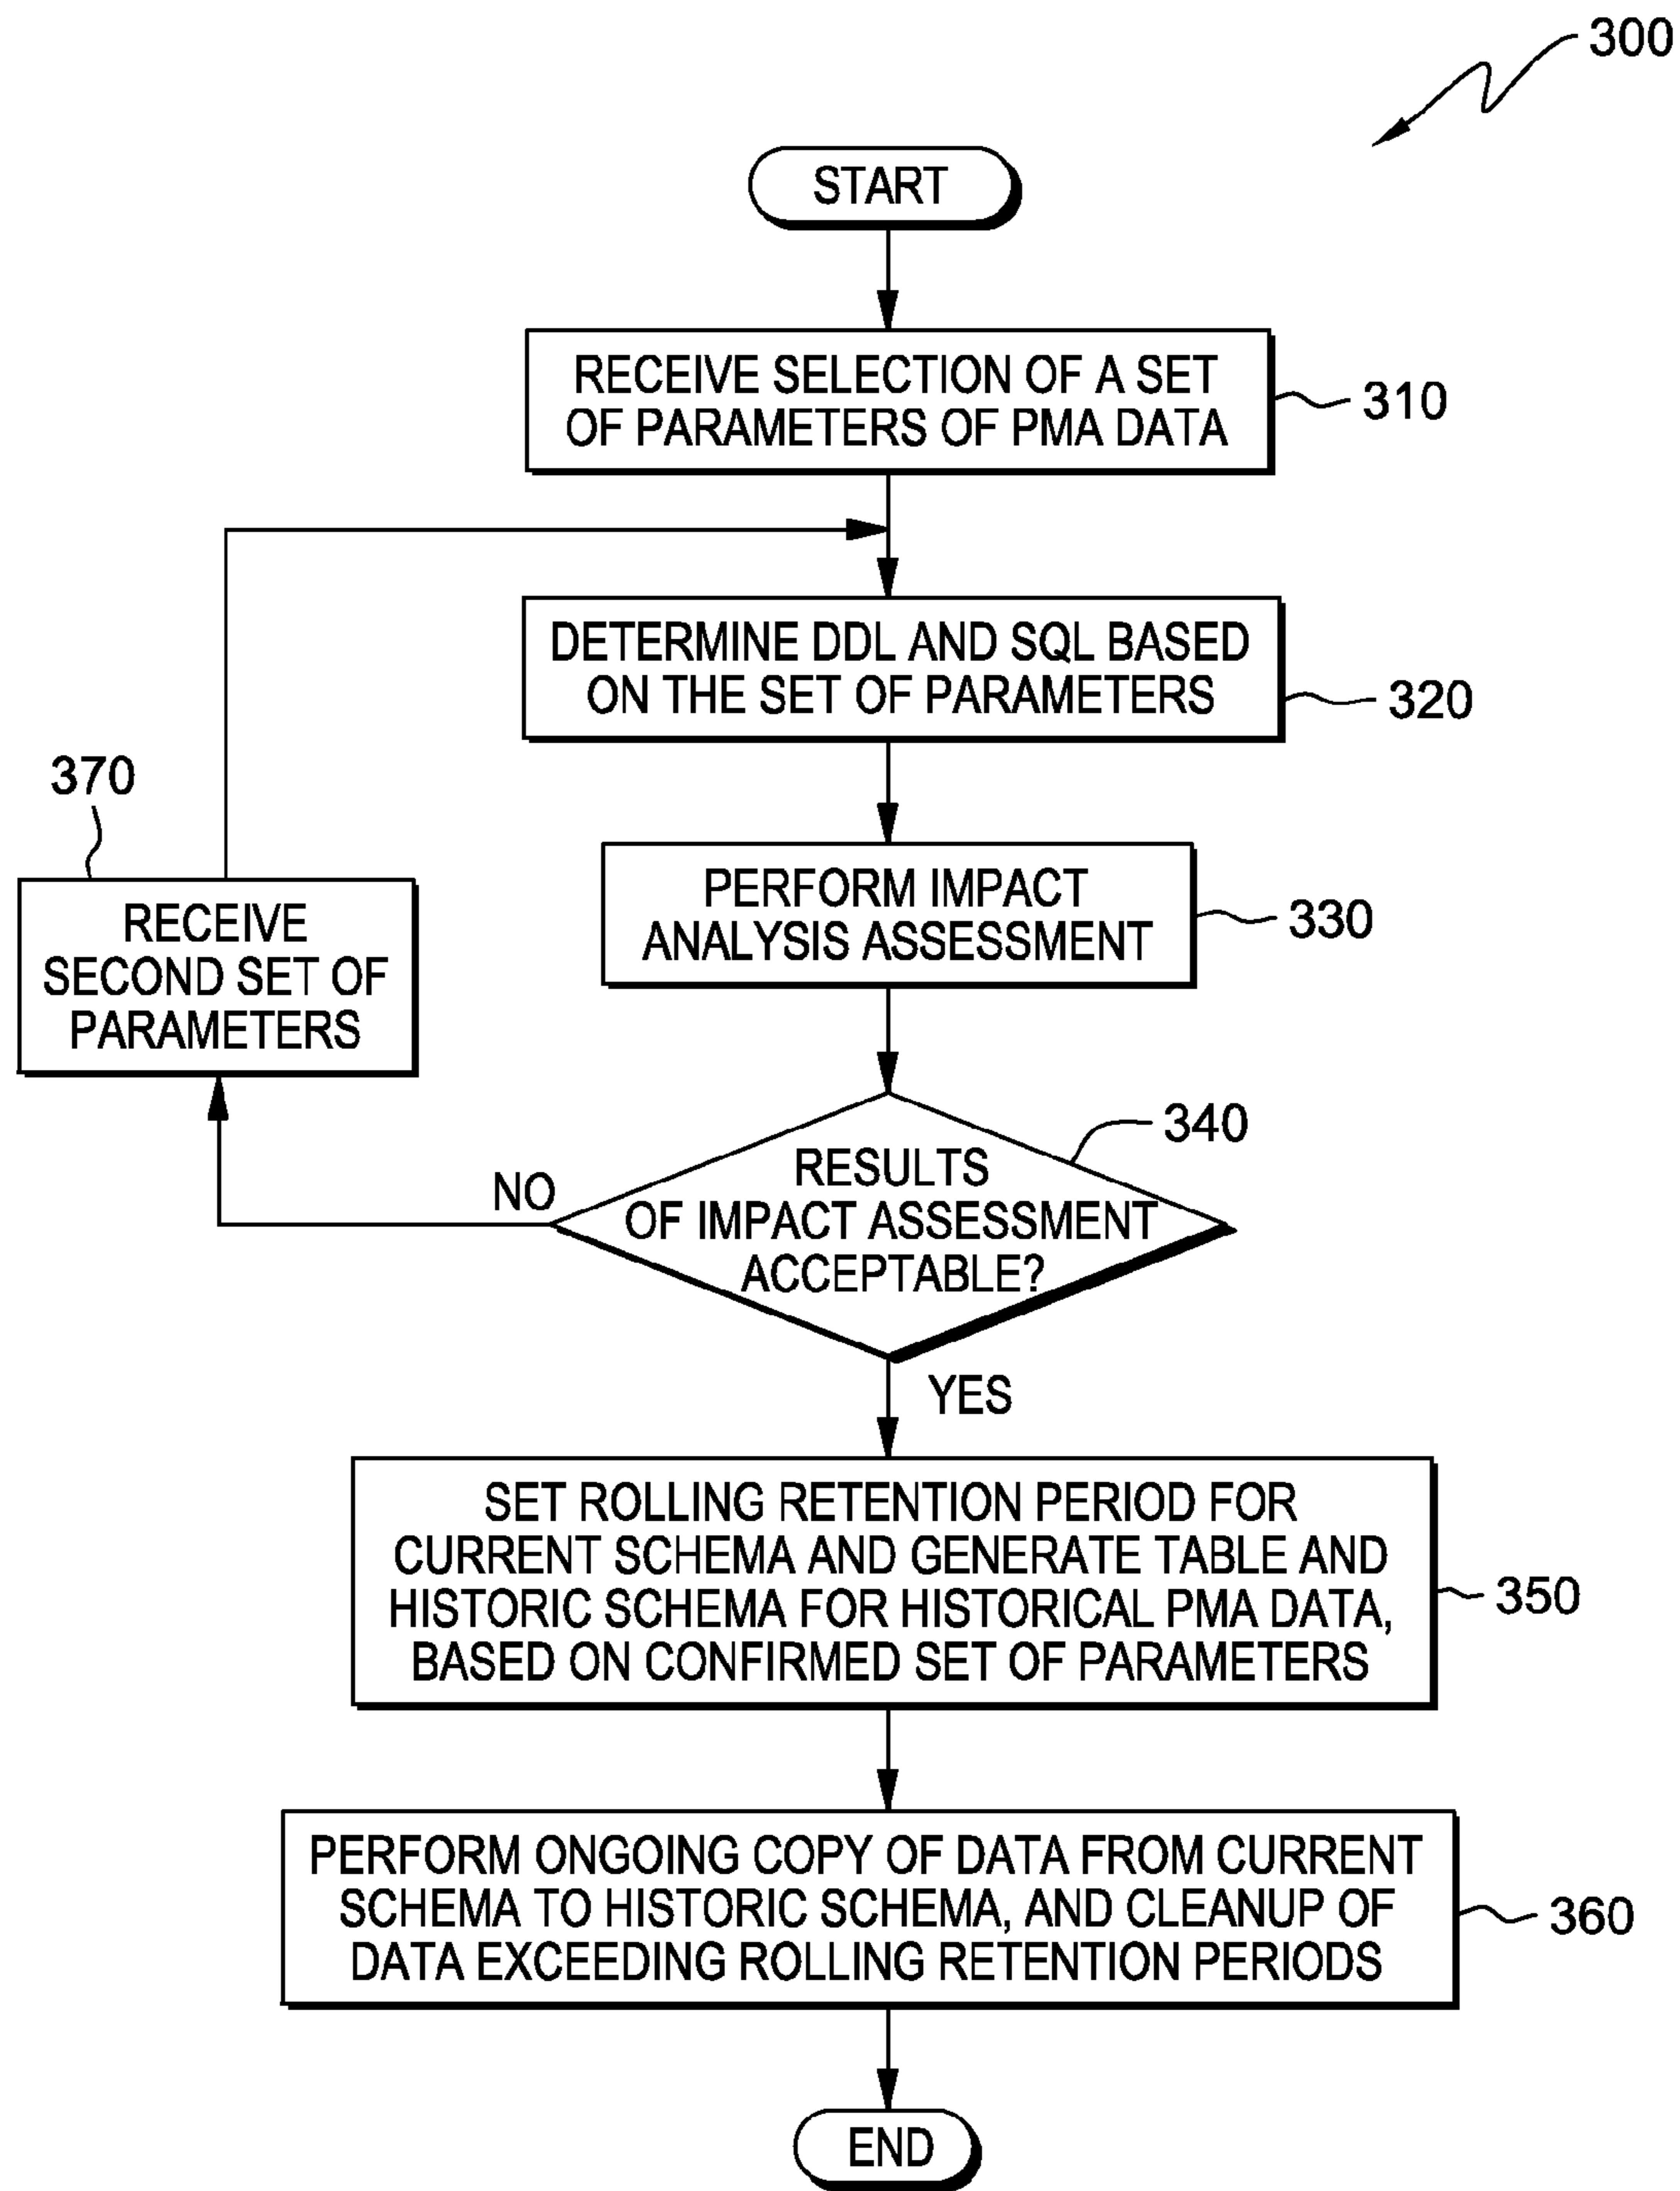 300
START
RECEIVE SELECTION OF A SET
OF PARAMETERS OF PMA DATA
310
DETERMINE DDL AND SQL BASED
ON THE SET OF PARAMETERS
320
370
RECEIVE
SECOND SET OF
PARAMETERS
PERFORM IMPACT
ANALYSIS ASSESSMENT
330
340
RESULTS
OF IMPACT ASSESSMENT
ACCEPTABLE?
NO
YES
SET ROLLING RETENTION PERIOD FOR
CURRENT SCHEMA AND GENERATE TABLE AND
HISTORIC SCHEMA FOR HISTORICAL PMA DATA,
BASED ON CONFIRMED SET OF PARAMETERS
350
PERFORM ONGOING COPY OF DATA FROM CURRENT
SCHEMA TO HISTORIC SCHEMA, AND CLEANUP OF
DATA EXCEEDING ROLLING RETENTION PERIODS
360
END